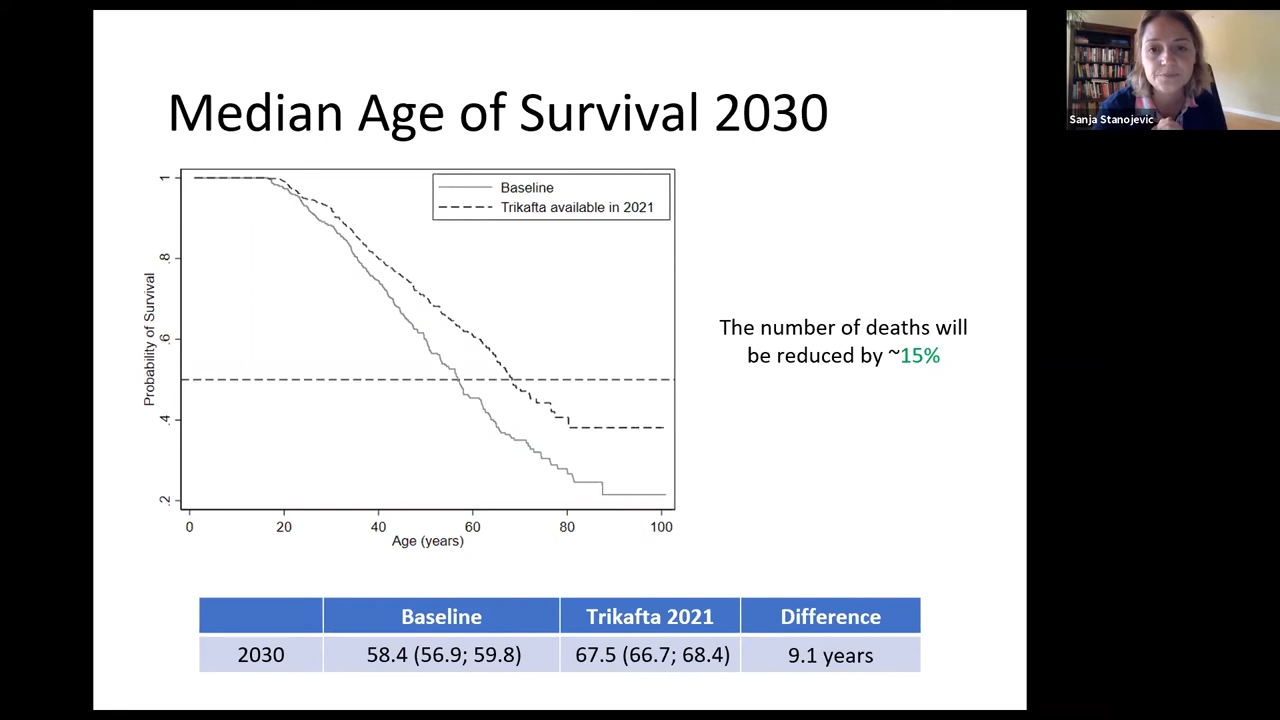 Median Age of Survival 2030
Baseline
Trikafta available in 2021
Probability of Survival
1
.8
.6
.4
.2
0 20 40 60 80 100
Age (years)
The number of deaths will
be reduced by ~15%
Baseline Trikafta 2021 Difference
2030 58.4 (56.9; 59.8) 67.5 (66.7; 68.4) 9.1 years
Sanja Stanojevic